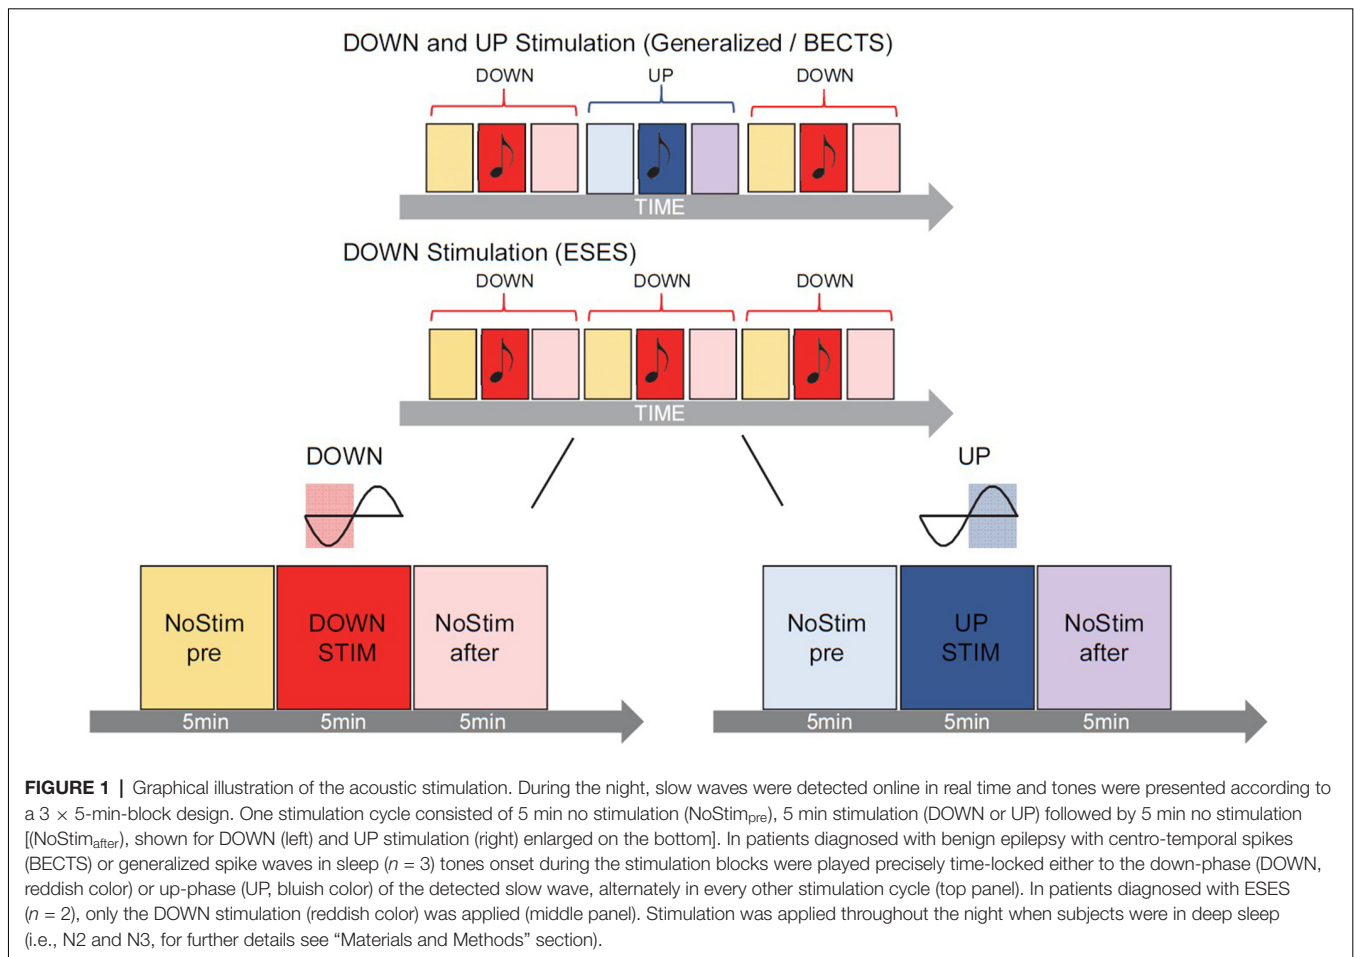 DOWN and UP Stimulation (Generalized / BECTS)
DOWN UP DOWN
TIME
DOWN Stimulation (ESES)
DOWN DOWN DOWN
TIME
DOWN UP
NoStim pre
DOWN STIM
NoStim after
5min 5min 5min
NoStim pre
UP STIM
NoStim after
5min 5min 5min
FIGURE 1 | Graphical illustration of the acoustic stimulation. During the night, slow waves were detected online in real time and tones were presented according to
a 3 × 5-min-block design. One stimulation cycle consisted of 5 min no stimulation (NoStimpre), 5 min stimulation (DOWN or UP) followed by 5 min no stimulation
[(NoStimafter), shown for DOWN (left) and UP stimulation (right) enlarged on the bottom]. In patients diagnosed with benign epilepsy with centro-temporal spikes
(BECTS) or generalized spike waves in sleep (n = 3) tones onset during the stimulation blocks were played precisely time-locked either to the down-phase (DOWN,
reddish color) or up-phase (UP, bluish color) of the detected slow wave, alternately in every other stimulation cycle (top panel). In patients diagnosed with ESES
(n = 2), only the DOWN stimulation (reddish color) was applied (middle panel). Stimulation was applied throughout the night when subjects were in deep sleep
(i.e., N2 and N3, for further details see “Materials and Methods” section).